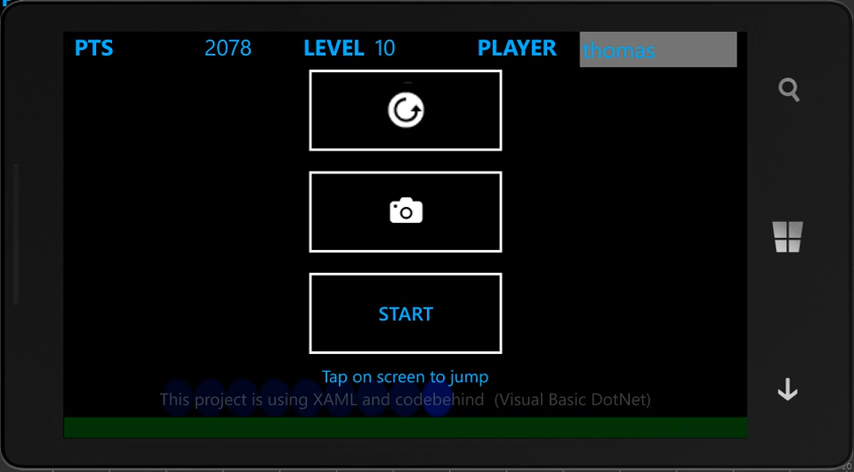 PTS 2078 LEVEL 10 PLAYER thomas
START
Tap on screen to jump
This project is using XAML and codebehind (Visual Basic DotNet)